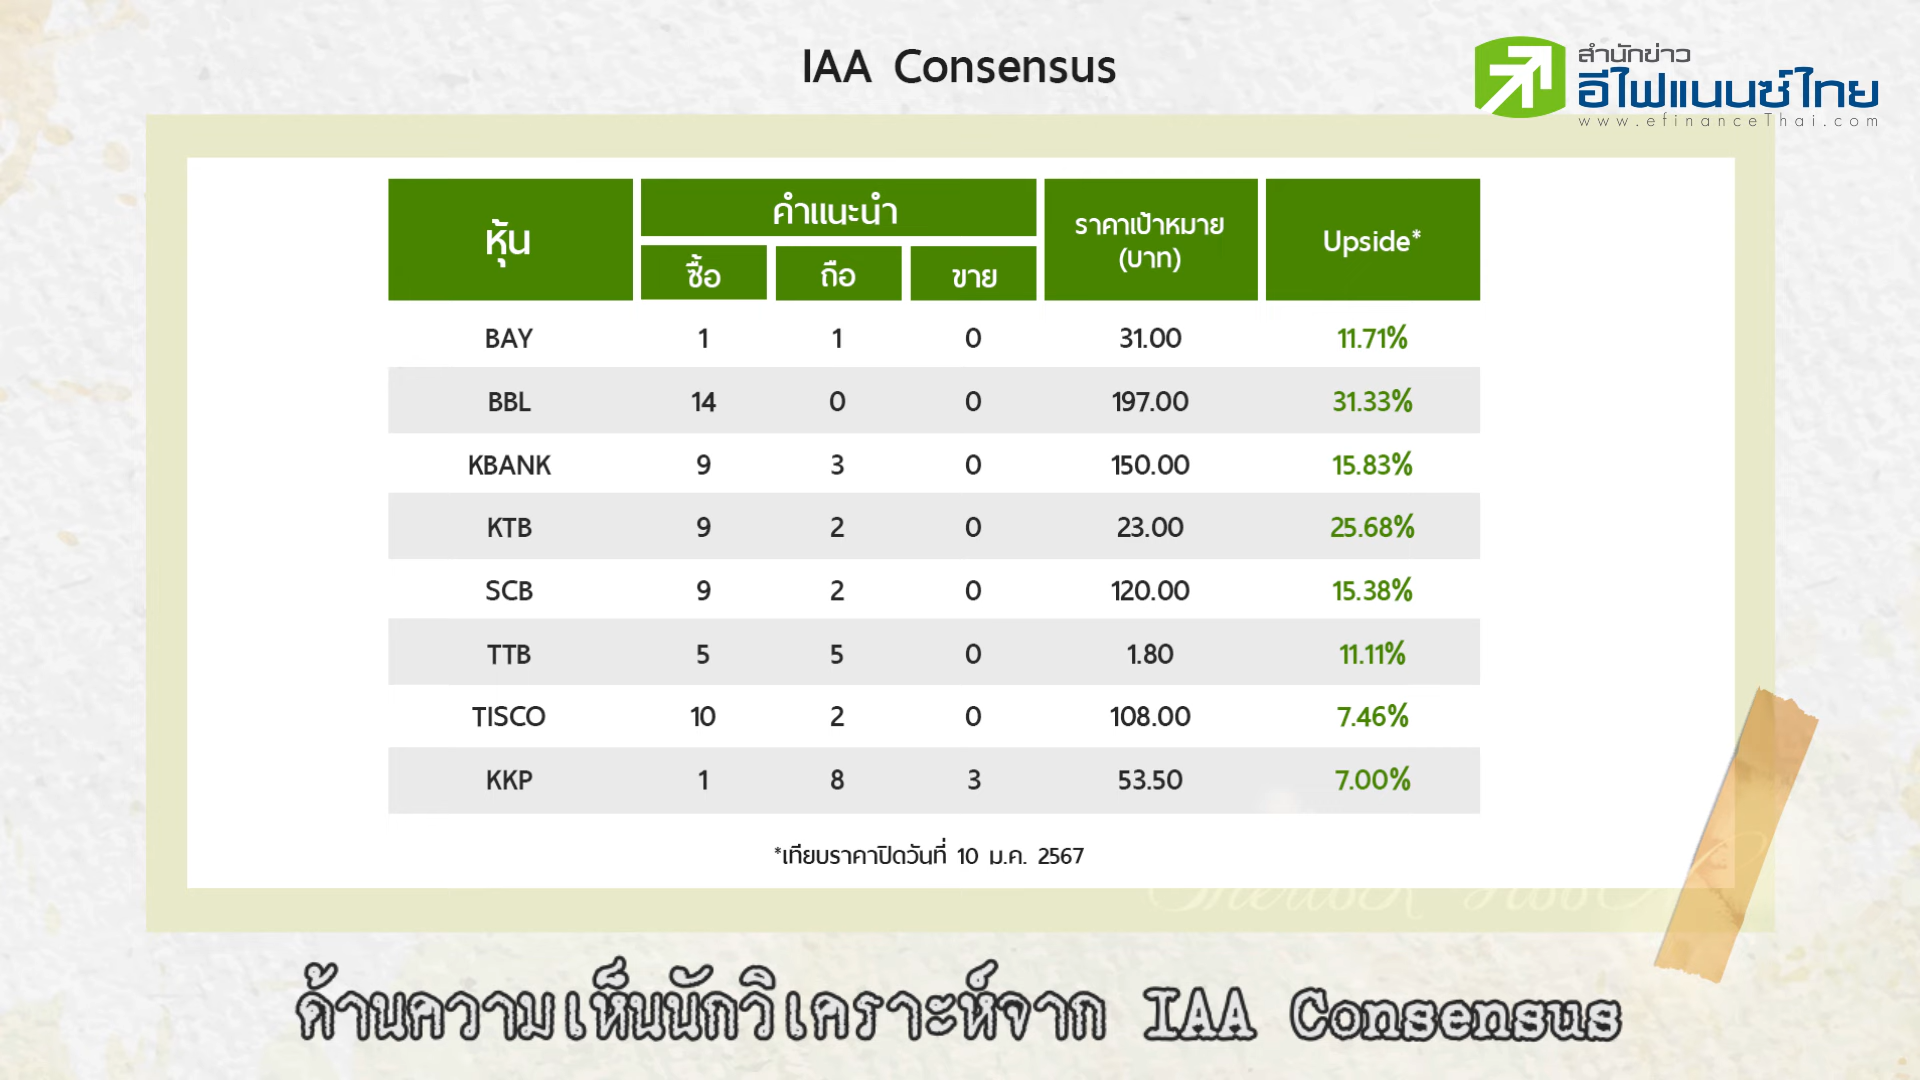 IAA Consensus
สำนักข่าว
อีไฟแนนซ์ไทย
www.efinanceThai.com
หุ้น คำแนะนำ ราคาเป้าหมาย (บาท) Upside*
ซื้อ ถือ ขาย
BAY 1 1 0 31.00 11.71%
BBL 14 0 0 197.00 31.33%
KBANK 9 3 0 150.00 15.83%
KTB 9 2 0 23.00 25.68%
SCB 9 2 0 120.00 15.38%
TTB 5 5 0 1.80 11.11%
TISCO 10 2 0 108.00 7.46%
KKP 1 8 3 53.50 7.00%
*เทียบราคาปิดวันที่ 10 ม.ค. 2567
ด้านความเห็นนักวิเคราะห์จาก IAA Consensus